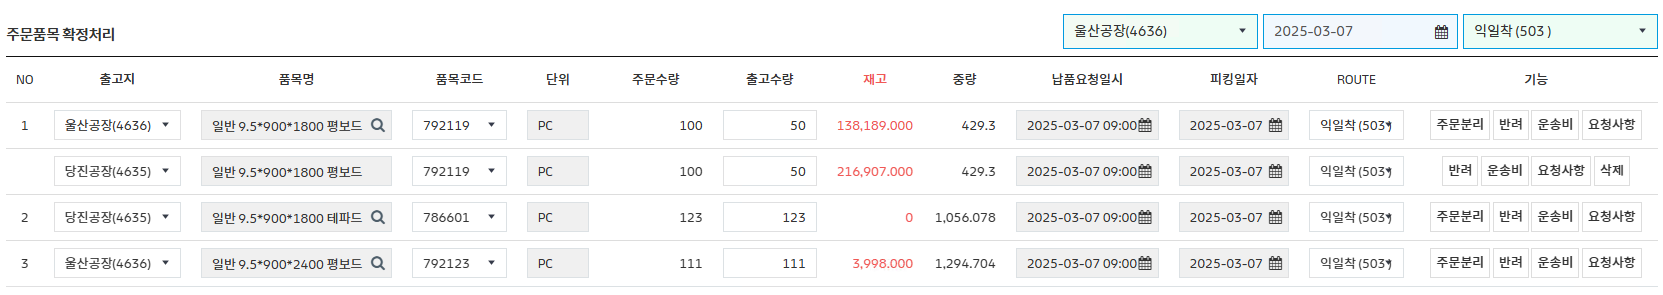 주문품목 확정처리 울산공장(4636) 2025-03-07 익일착 (503 )
NO 출고지 품목명 품목코드 단위 주문수량 출고수량 재고 중량 납품요청일시 피킹일자 ROUTE 기능
1 울산공장(4636) 일반 9.5*900*1800 평보드 792119 PC 100 50 138,189.000 429.3 2025-03-07 09:00 2025-03-07 익일착 (503 ) 주문분리 반려 운송비 요청사항
당진공장(4635) 일반 9.5*900*1800 평보드 792119 PC 100 50 216,907.000 429.3 2025-03-07 09:00 2025-03-07 익일착 (503 ) 반려 운송비 요청사항 삭제
2 당진공장(4635) 일반 9.5*900*1800 테파드 786601 PC 123 123 0 1,056.078 2025-03-07 09:00 2025-03-07 익일착 (503 ) 주문분리 반려 운송비 요청사항
3 울산공장(4636) 일반 9.5*900*2400 평보드 792123 PC 111 111 3,998.000 1,294.704 2025-03-07 09:00 2025-03-07 익일착 (503 ) 주문분리 반려 운송비 요청사항